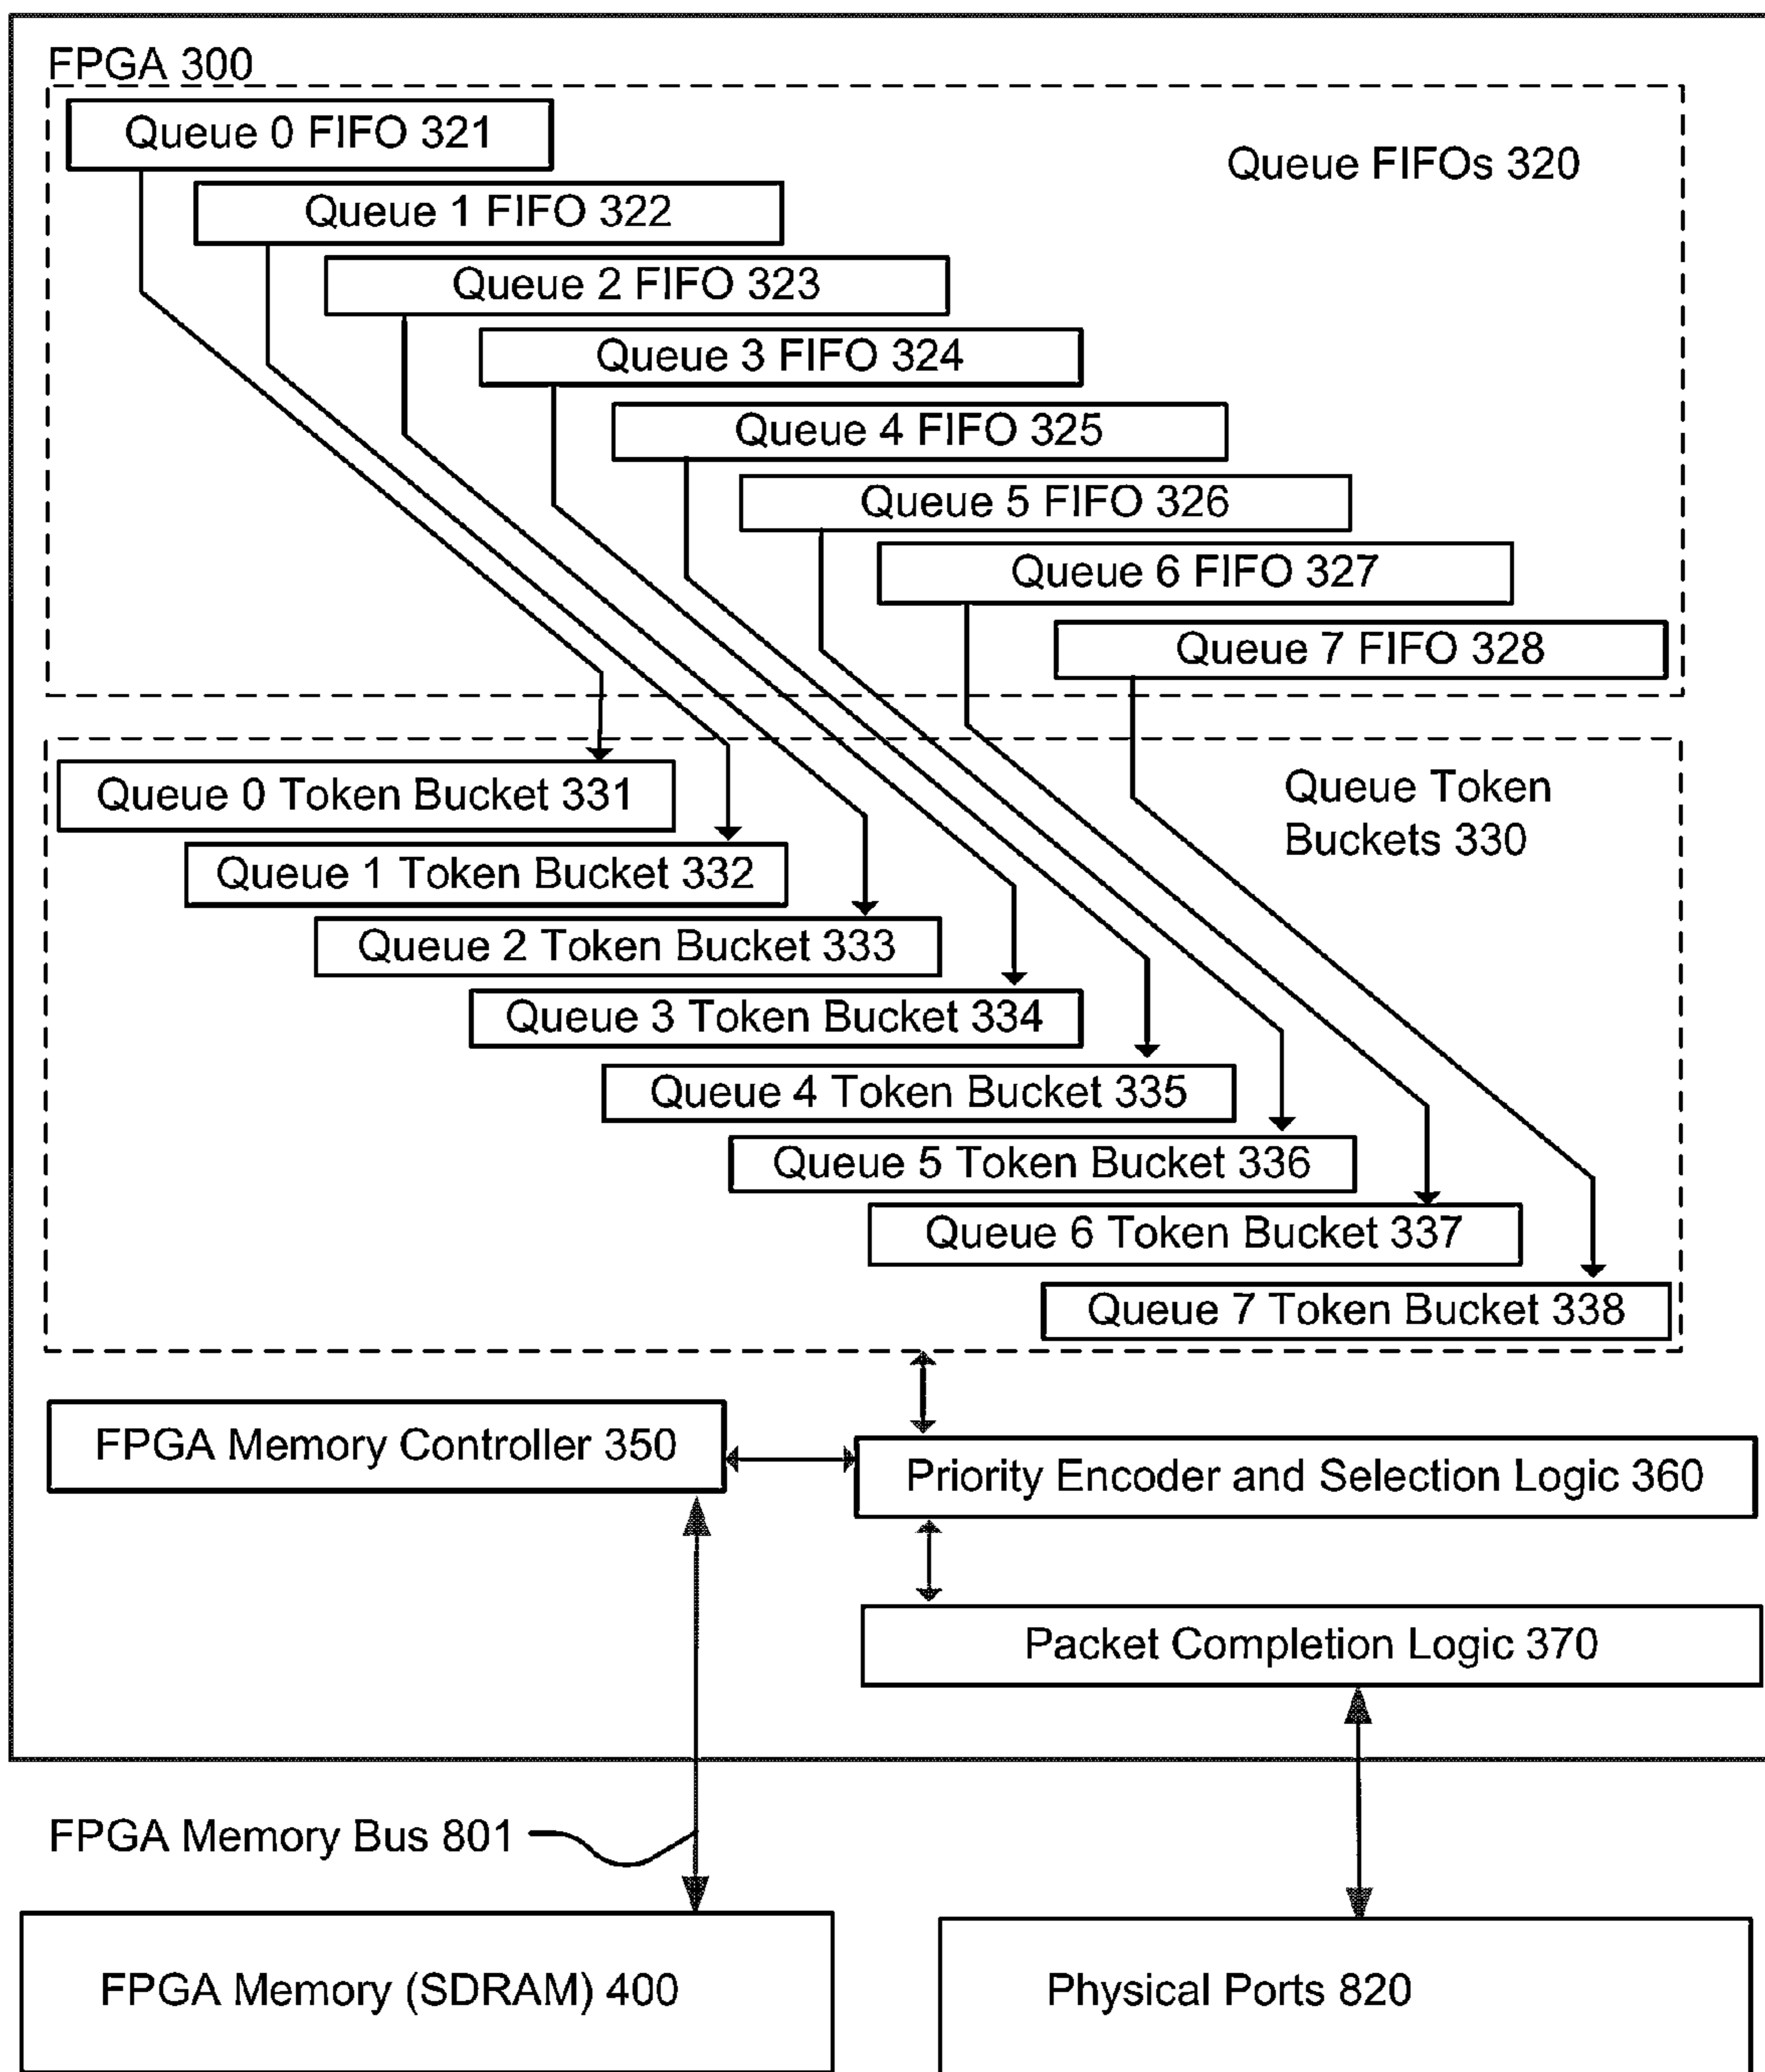 FPGA 300
Queue 0 FIFO 321
Queue FIFOs 320
Queue 1 FIFO 322
Queue 2 FIFO 323
Queue 3 FIFO 324
Queue 4 FIFO 325
Queue 5 FIFO 326
Queue 6 FIFO 327
Queue 7 FIFO 328
Queue 0 Token Bucket 331
Queue Token
Buckets 330
Queue 1 Token Bucket 332
Queue 2 Token Bucket 333
Queue 3 Token Bucket 334
Queue 4 Token Bucket 335
Queue 5 Token Bucket 336
Queue 6 Token Bucket 337
Queue 7 Token Bucket 338
FPGA Memory Controller 350
Priority Encoder and Selection Logic 360
Packet Completion Logic 370
FPGA Memory Bus 801
FPGA Memory (SDRAM) 400
Physical Ports 820